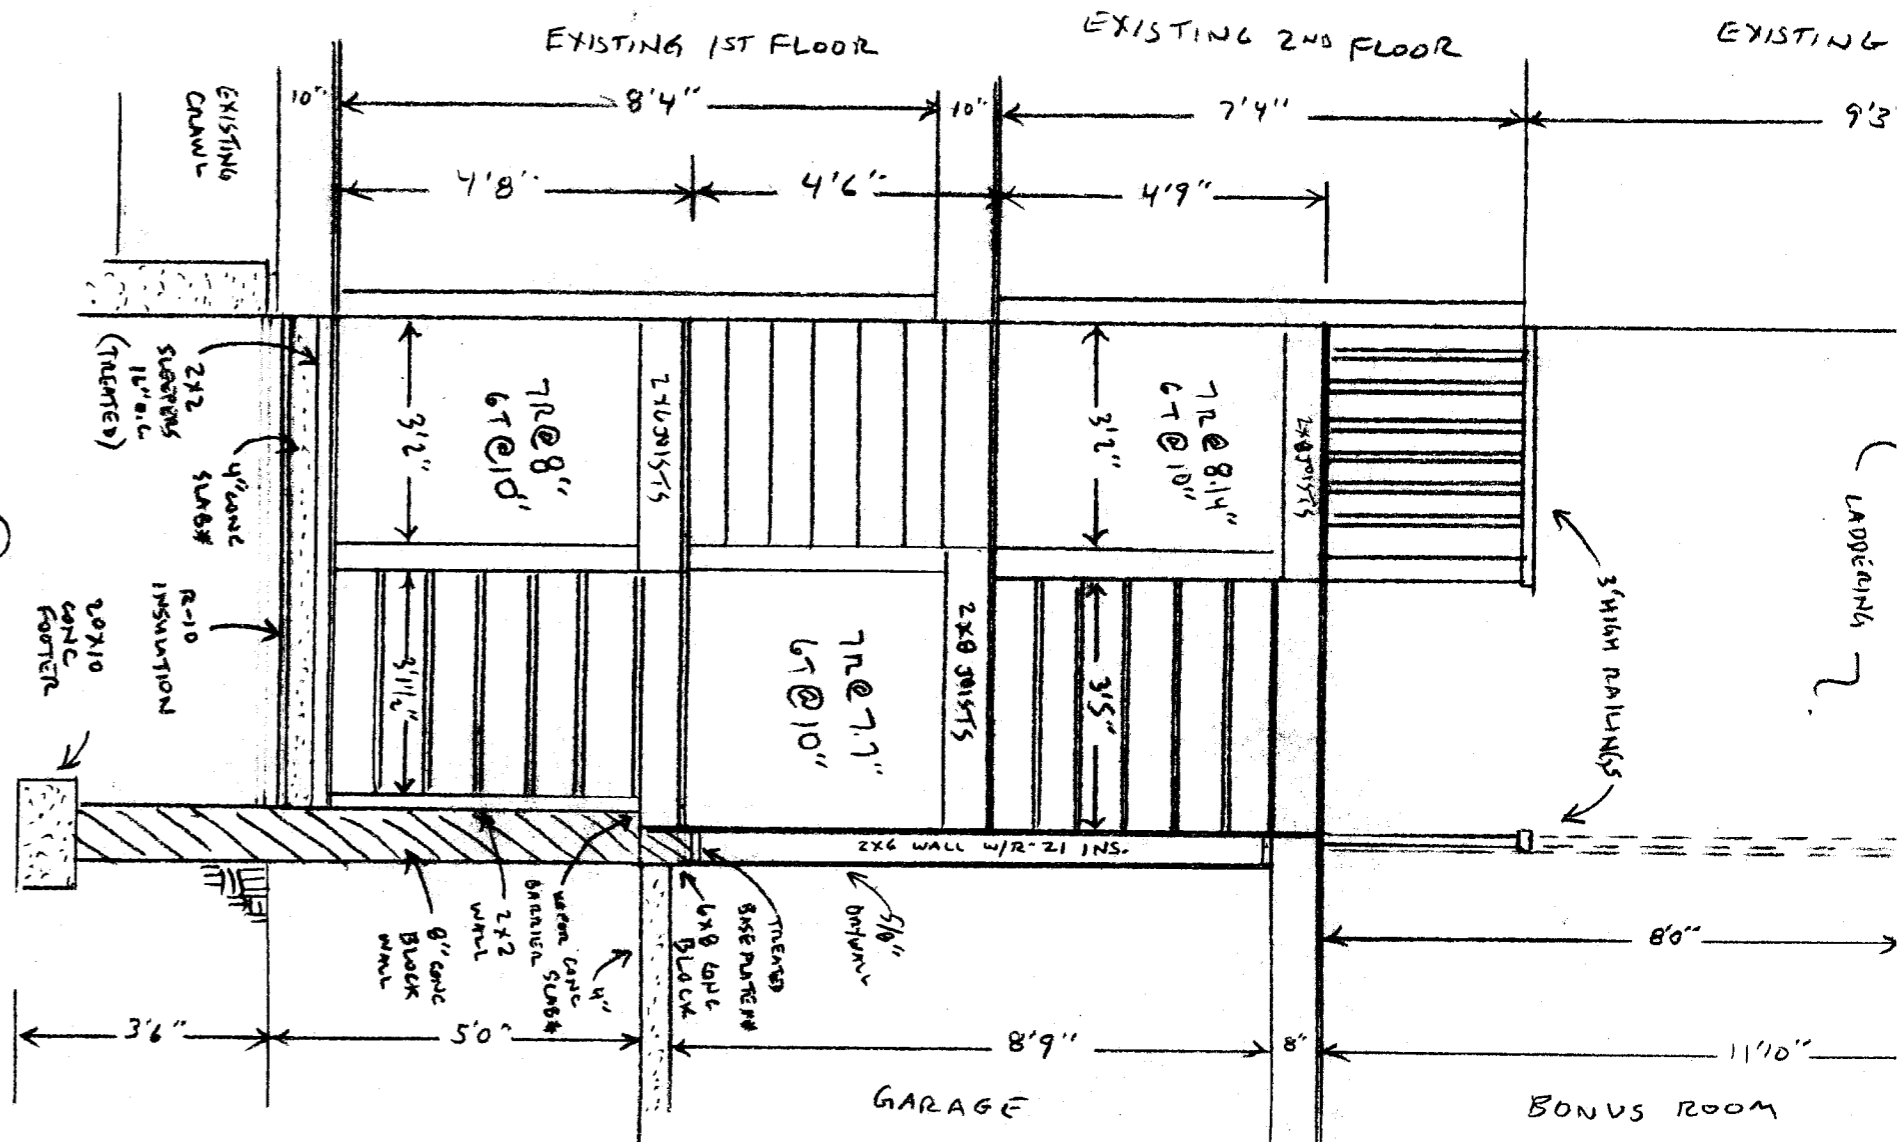 EXISTING 1ST FLOOR
EXISTING 2ND FLOOR
EXISTING
EXISTING
CRAWL
10"
8'4"
10"
7'4"
9'3"
4'8"
4'6"
4'9"
2x2
SLEEPERS
16" O.C.
(TREATED)
4" CONC
SLAB#
3'2"
7R@8"
6T@10"
2x6 JOISTS
3'2"
7R@8.14"
6T@10"
2x8 JOISTS
LADDERING
3' HIGH RAILINGS
R-10
INSULATION
20x10
CONC
FOOTER
3'1 1/2"
7R@7.7"
6T@10"
2x8 JOISTS
3'5"
2x6 WALL W/R-21 INS.
8" CONC
BLOCK
WALL
2x2
WALL
VAPOR
BARRIER
4"
CONC
SLAB#
6x8 CONC
BLOCK
TREATED
BASE PLATE
5/8"
DRYWALL
8'0"
3'6"
5'0"
8'9"
8"
11'10"
GARAGE
BONUS ROOM